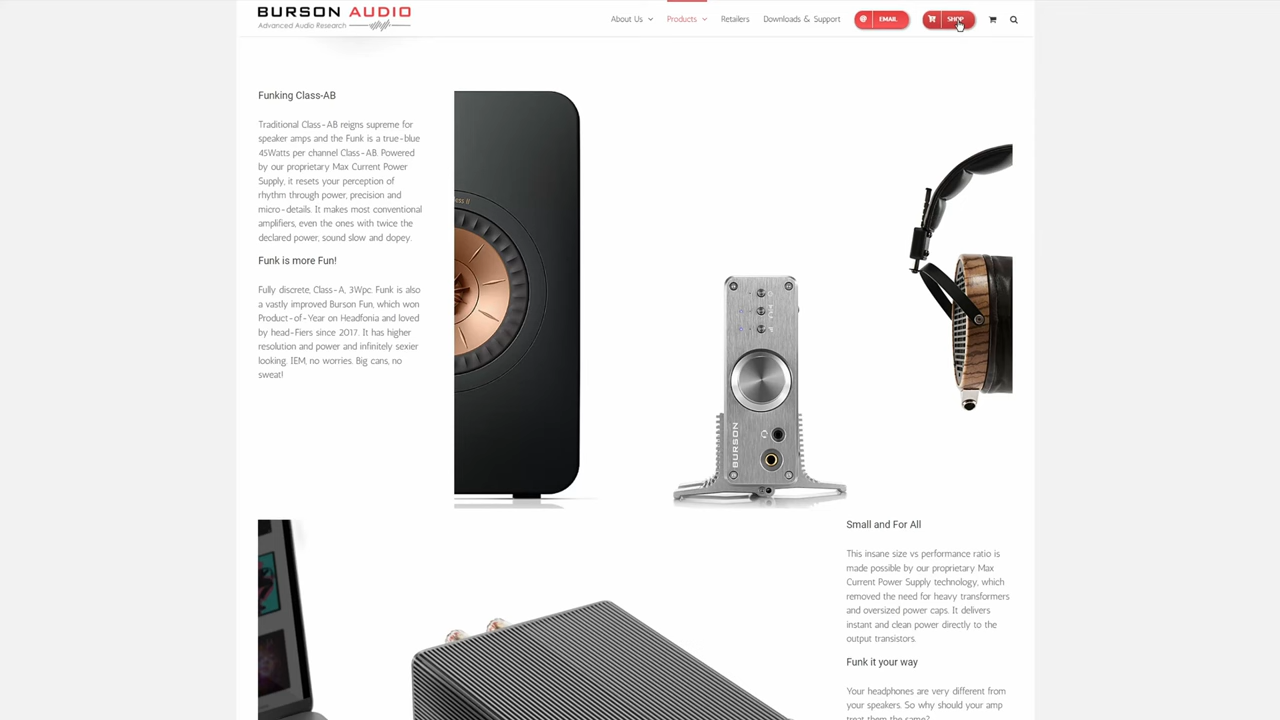 BURSON AUDIO
Advanced Audio Research
About Us
Products
Retailers
Downloads & Support
EMAIL
SHOP
Funking Class-AB
Traditional Class-AB reigns supreme for
speaker amps and the Funk is a true-blue
45Watts per channel Class-AB. Powered
by our proprietary Max Current Power
Supply, it resets your perception of
rhythm through power, precision and
micro-details. It makes most conventional
amplifiers, even the ones with twice the
declared power, sound slow and dopey.
Funk is more Fun!
Fully discrete, Class-A, 3Wpc. Funk is also
a vastly improved Burson Fun, which won
Product-of-Year on Headfonia and loved
by head-Fiers since 2017. It has higher
resolution and power and infinitely sexier
looking. IEM, no worries. Big cans, no
sweat!
BURSON
Small and For All
This insane size vs performance ratio is
made possible by our proprietary Max
Current Power Supply technology, which
removed the need for heavy transformers
and oversized power caps. It delivers
instant and clean power directly to the
output transistors.
Funk it your way
Your headphones are very different from
your speakers. So why should your amp
treat them the same?